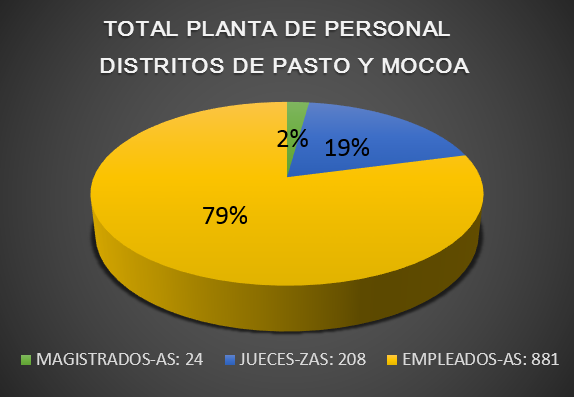 TOTAL PLANTA DE PERSONAL
DISTRITOS DE PASTO Y MOCOA
2%
19%
79%
MAGISTRADOS-AS: 24 JUECES-ZAS: 208 EMPLEADOS-AS: 881